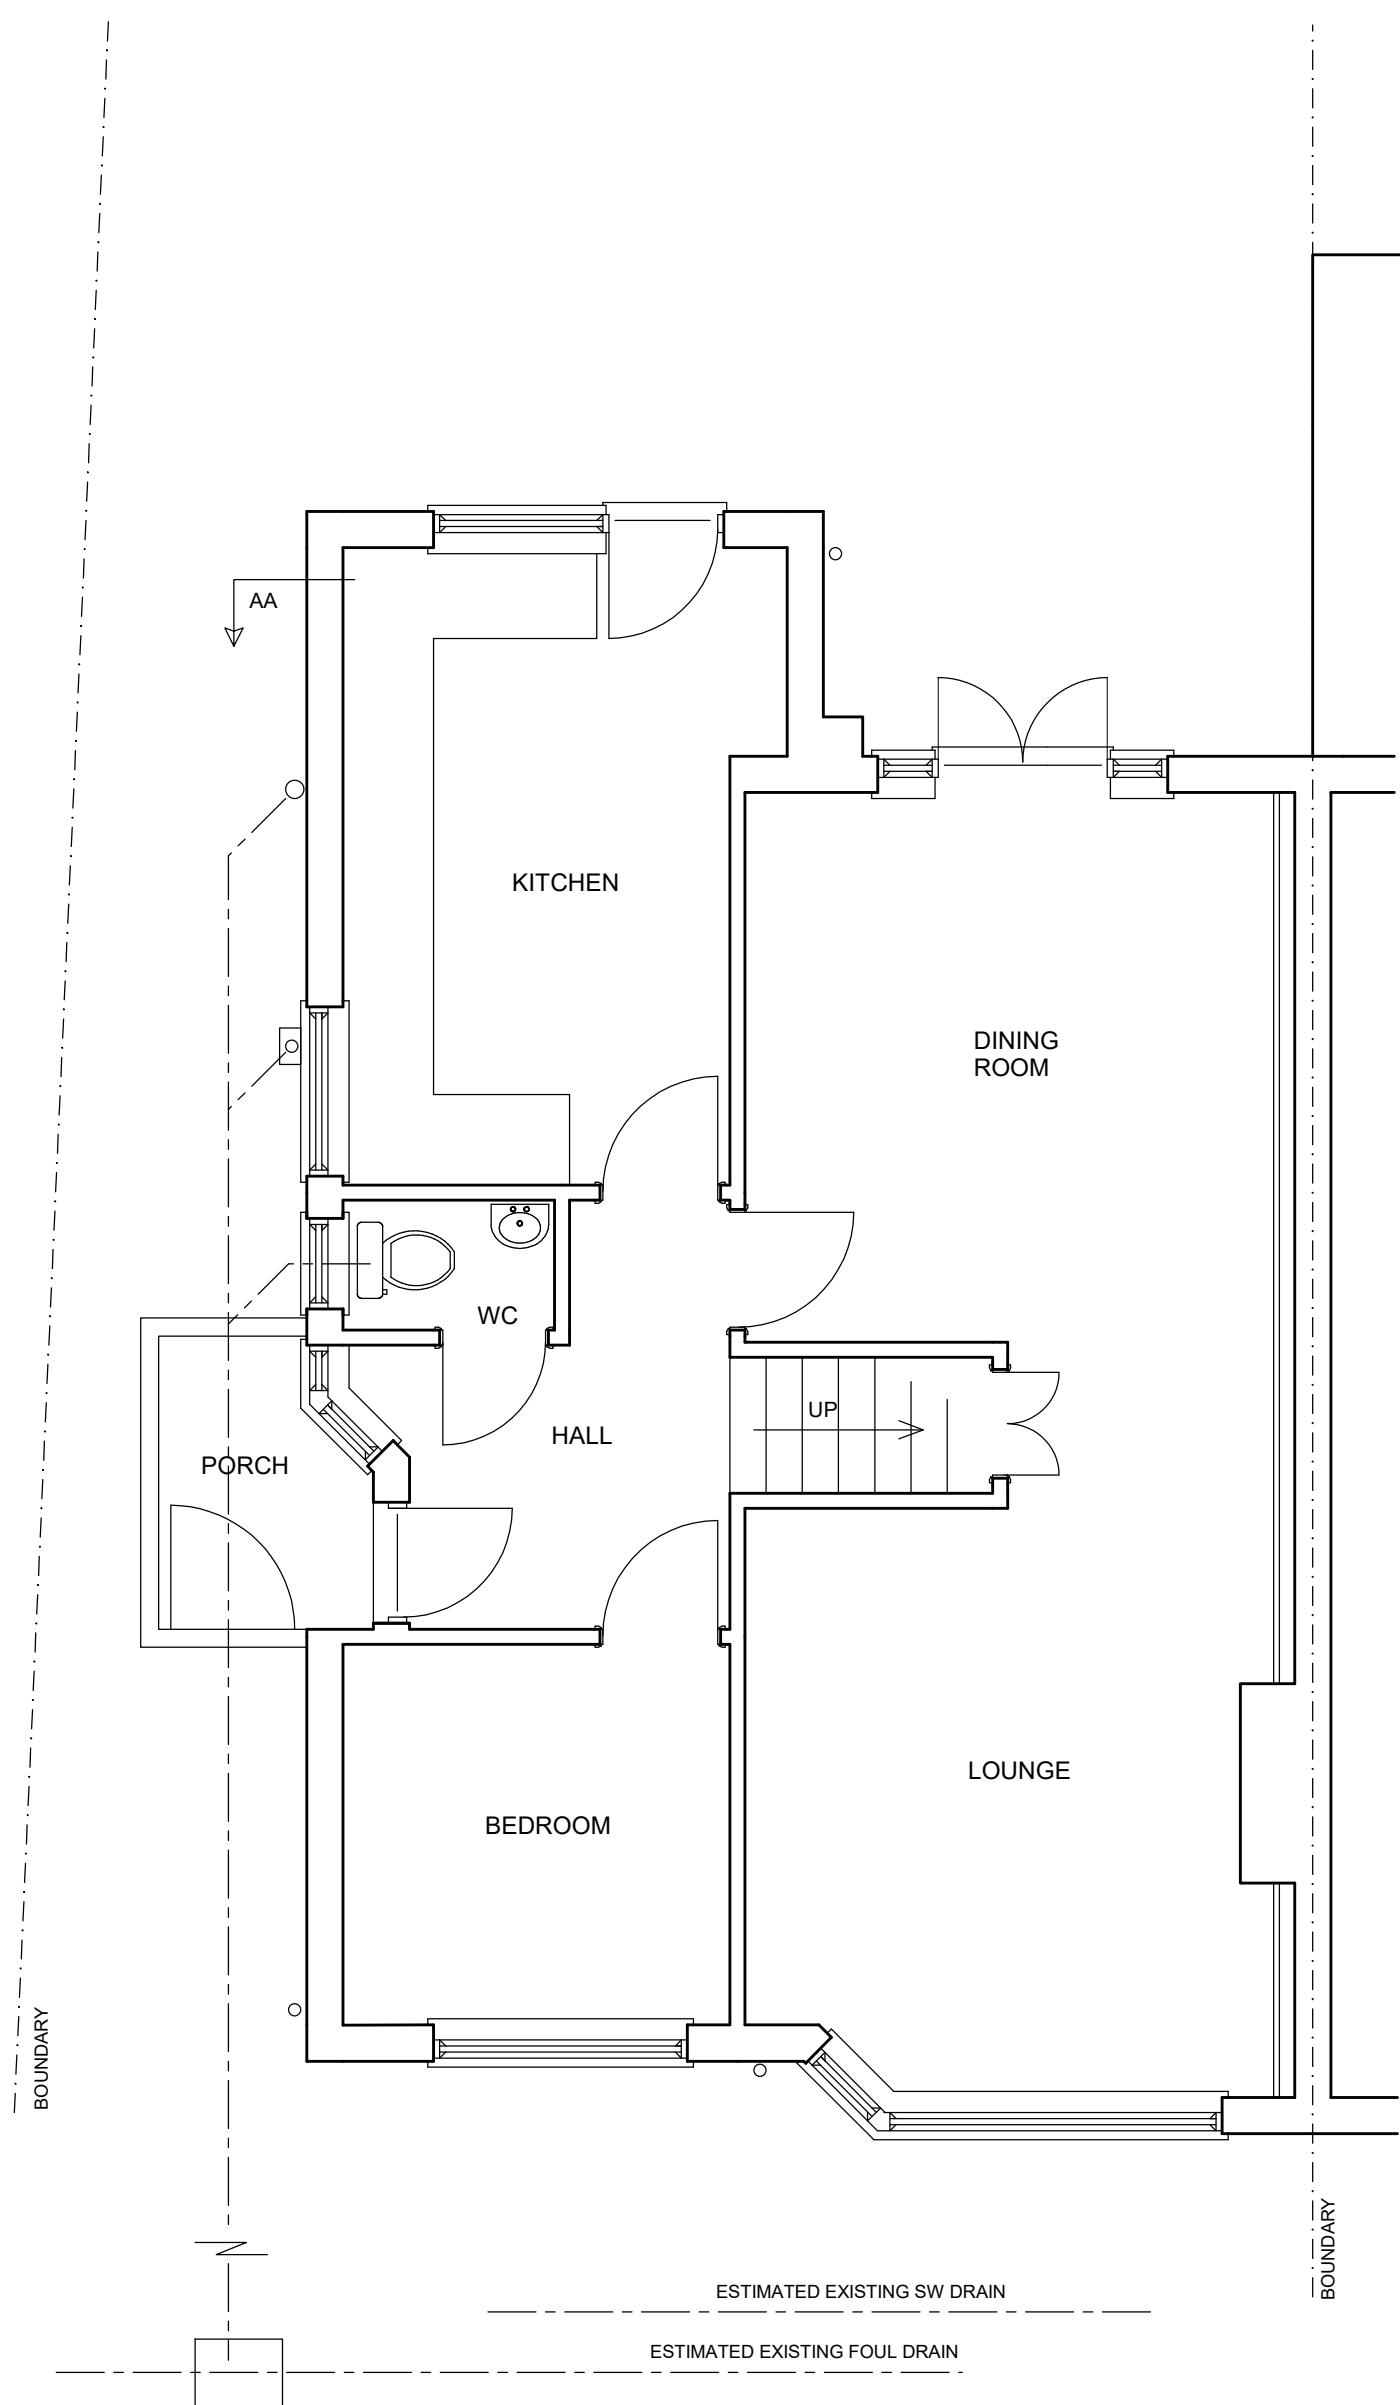 AA
KITCHEN
DINING
ROOM
WC
UP
HALL
PORCH
LOUNGE
BEDROOM
BOUNDARY
BOUNDARY
ESTIMATED EXISTING SW DRAIN
ESTIMATED EXISTING FOUL DRAIN